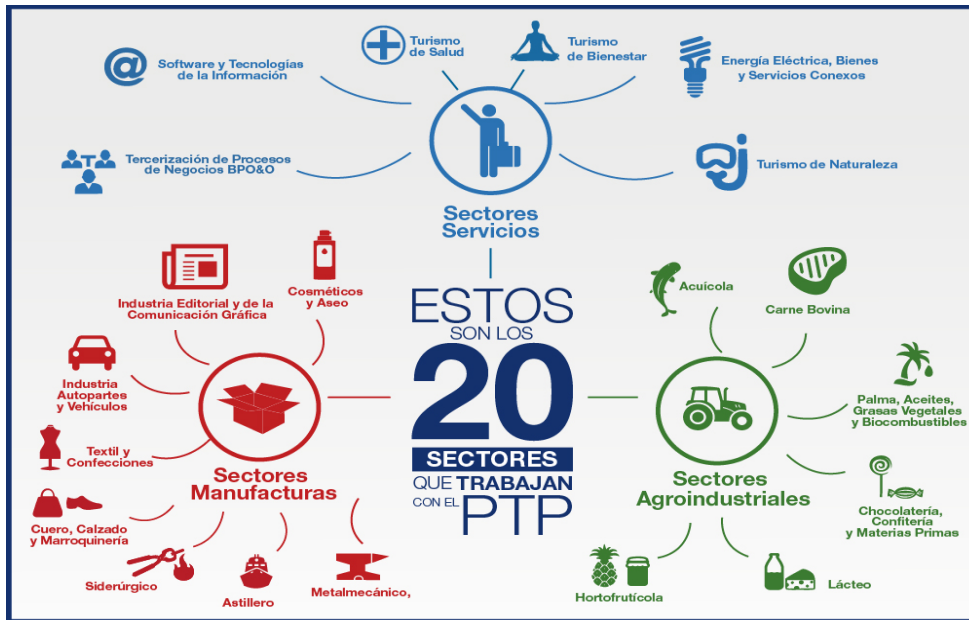 Software y Tecnologías
de la Información
Turismo
de Salud
Turismo
de Bienestar
Energía Eléctrica, Bienes
y Servicios Conexos
Tercerización de Procesos
de Negocios BPO&O
Turismo de Naturaleza
Sectores
Servicios
Industria Editorial y de la
Comunicación Gráfica
Cosméticos
y Aseo
Industria
Autopartes
y Vehículos
Textil y
Confecciones
Cuero, Calzado
y Marroquinería
Siderúrgico
Astillero
Metalmecánico,
Sectores
Manufacturas
ESTOS
SON LOS
20
SECTORES
QUE TRABAJAN
CON EL PTP
Acuícola
Carne Bovina
Palma, Aceites,
Grasas Vegetales
y Biocombustibles
Sectores
Agroindustriales
Chocolatería,
Confitería
y Materias Primas
Hortofrutícola
Lácteo